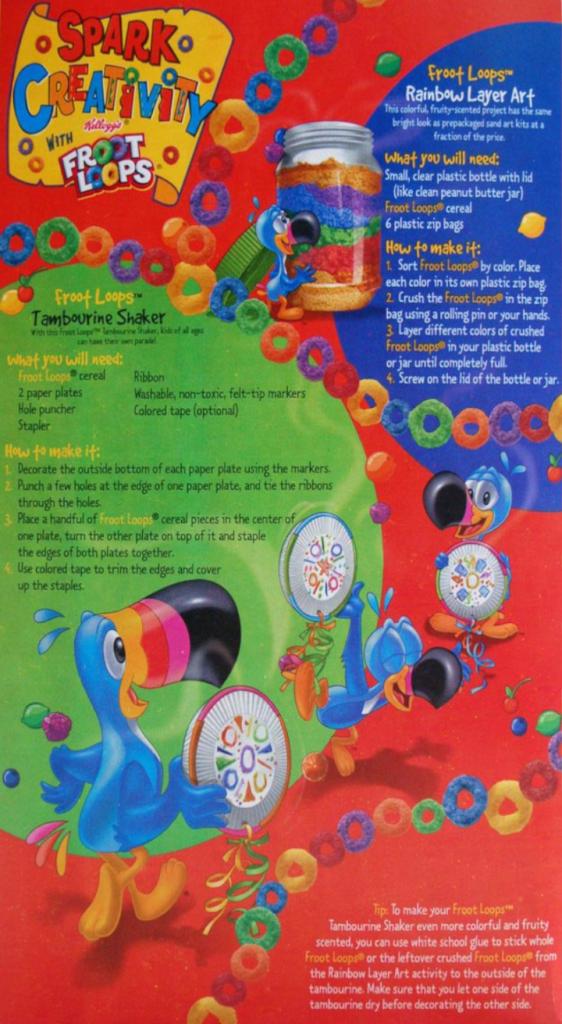 SPARK
CREATIVITY
WITH
Kellogg's®
FROOT
LOOPS®
Froot Loops™
Rainbow Layer Art
This colorful, fruity-scented project has the same
bright look as prepackaged sand art kits at a
fraction of the price.
What you will need:
Small, clear plastic bottle with lid
(like clean peanut butter jar)
Froot Loops® cereal
6 plastic zip bags
How to make it:
1. Sort Froot Loops® by color. Place
each color in its own plastic zip bag.
2. Crush the Froot Loops® in the zip
bag using a rolling pin or your hands.
3. Layer different colors of crushed
Froot Loops® in your plastic bottle
or jar until completely full.
4. Screw on the lid of the bottle or jar.
Froot Loops™
Tambourine Shaker
With this Froot Loops™ Tambourine Shaker, kids of all ages
can have their own parade!
What you will need:
Froot Loops® cereal
2 paper plates
Hole puncher
Stapler
Ribbon
Washable, non-toxic, felt-tip markers
Colored tape (optional)
How to make it:
1. Decorate the outside bottom of each paper plate using the markers.
2. Punch a few holes at the edge of one paper plate, and tie the ribbons
through the holes.
3. Place a handful of Froot Loops® cereal pieces in the center of
one plate, turn the other plate on top of it and staple
the edges of both plates together.
4. Use colored tape to trim the edges and cover
up the staples.
Tip: To make your Froot Loops™
Tambourine Shaker even more colorful and fruity
scented, you can use white school glue to stick whole
Froot Loops® or the leftover crushed Froot Loops® from
the Rainbow Layer Art activity to the outside of the
tambourine. Make sure that you let one side of the
tambourine dry before decorating the other side.